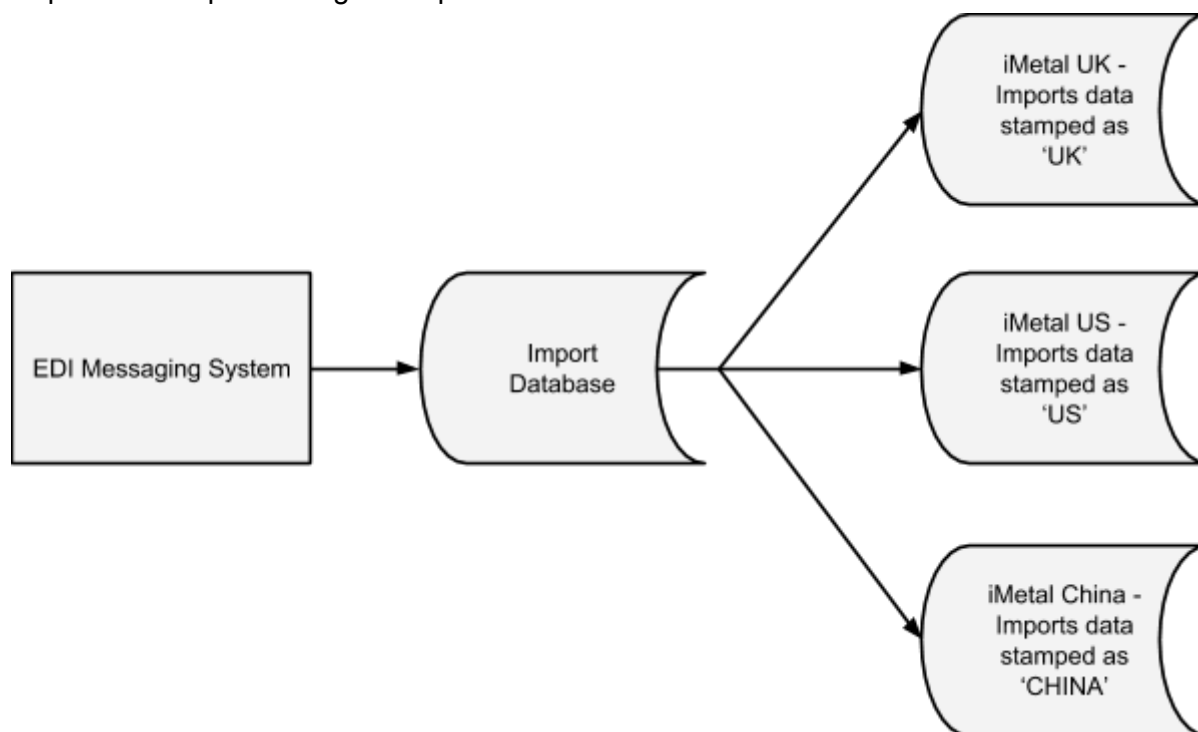 EDI Messaging System
Import
Database
iMetal UK -
Imports data
stamped as
‘UK’
iMetal US -
Imports data
stamped as
‘US’
iMetal China -
Imports data
stamped as
‘CHINA’